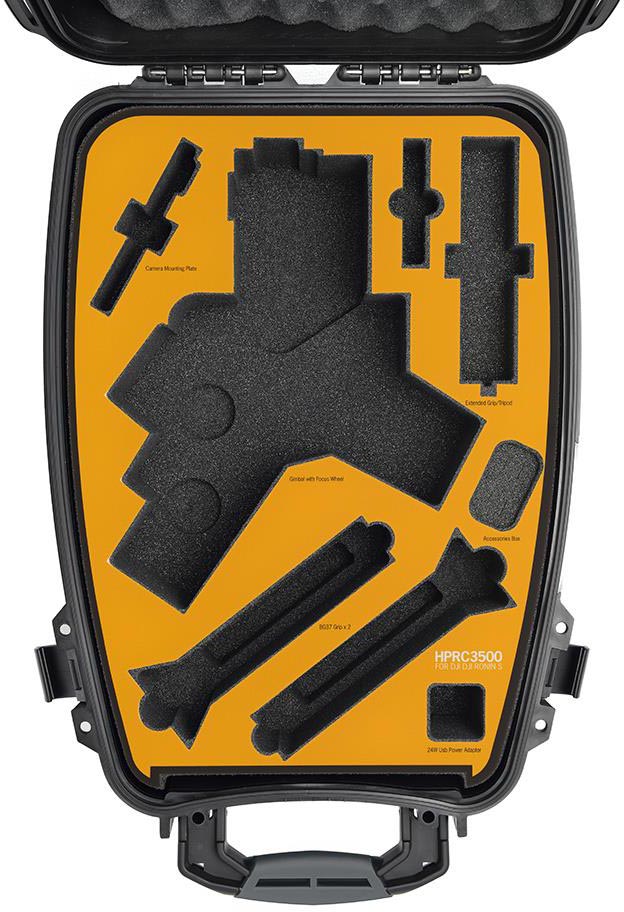 Camera Mounting Plate
Extended Grip/Tripod
Gimbal with Focus Wheel
Accessories Box
BG37 Grip x 2
HPRC3500
FOR DJI DJI RONIN S
24W Usb Power Adaptor